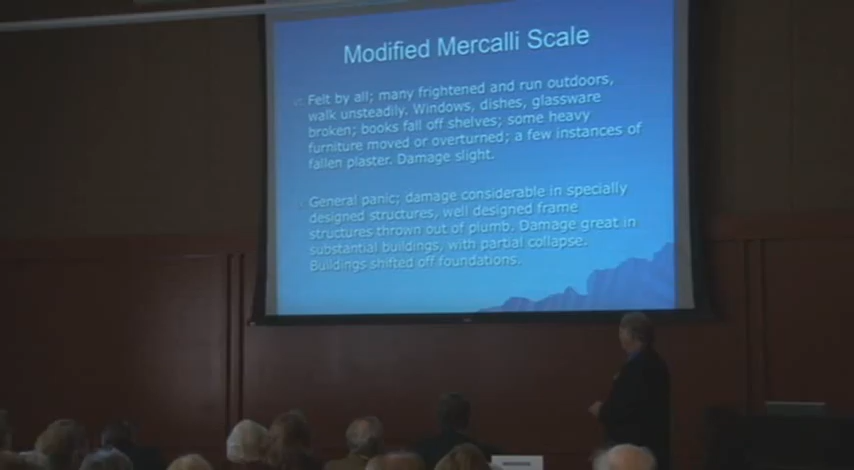 Modified Mercalli Scale
Felt by all; many frightened and run outdoors,
walk unsteadily. Windows, dishes, glassware
broken; books fall off shelves; some heavy
furniture moved or overturned; a few instances of
fallen plaster. Damage slight.
General panic; damage considerable in specially
designed structures, well designed frame
structures thrown out of plumb. Damage great in
substantial buildings, with partial collapse.
Buildings shifted off foundations.